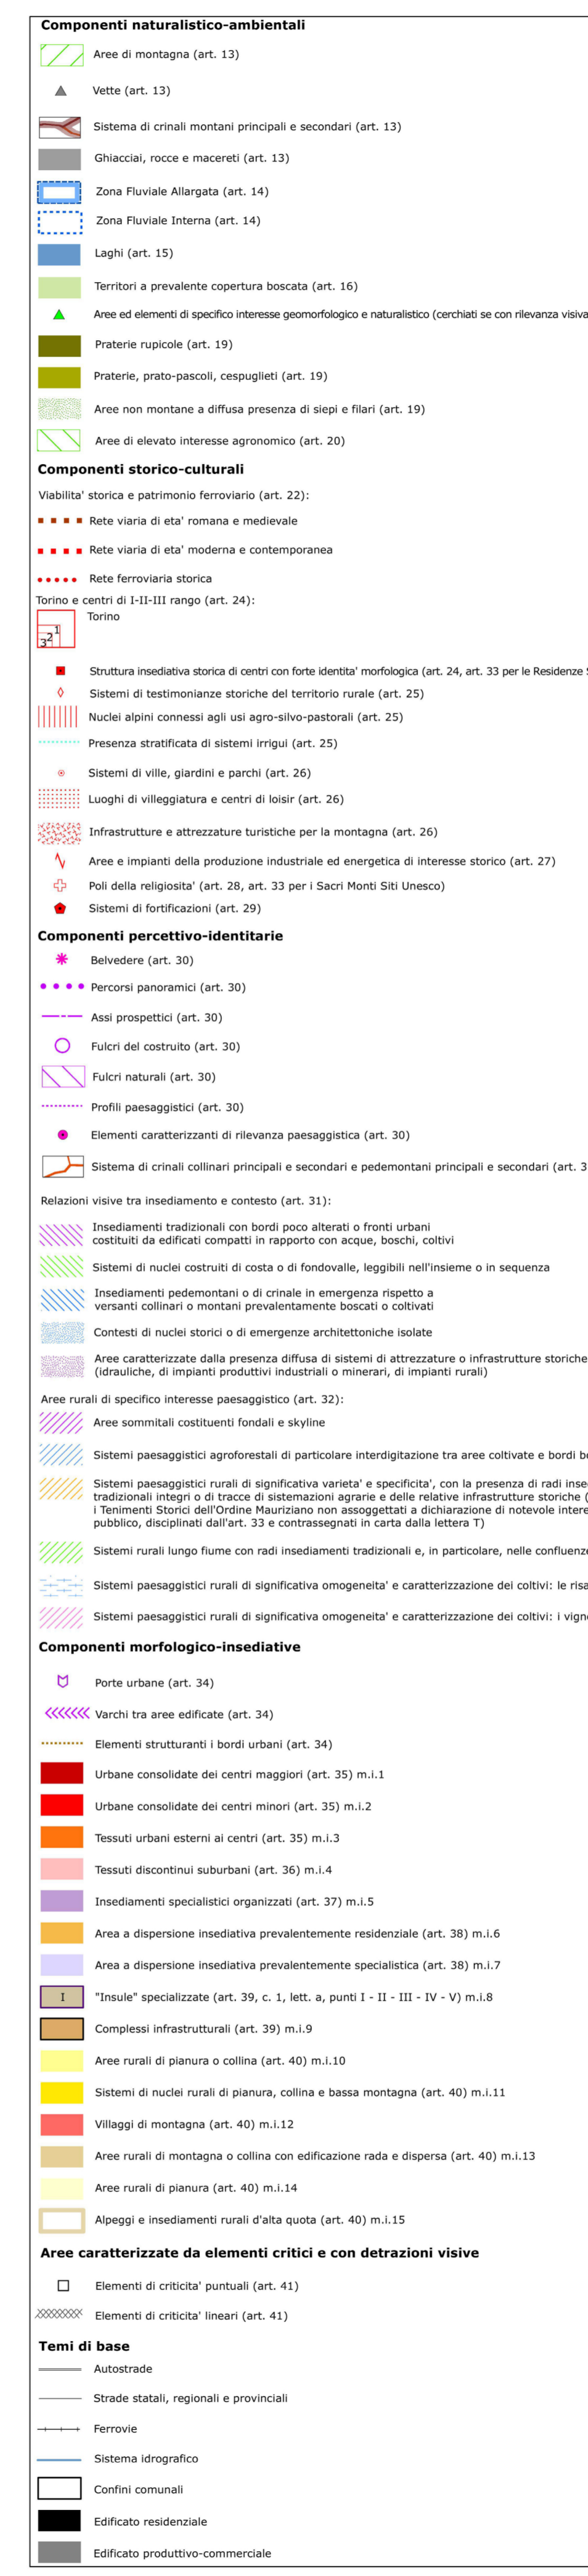 Componenti naturalistico-ambientali
Aree di montagna (art. 13)
Vette (art. 13)
Sistema di crinali montani principali e secondari (art. 13)
Ghiacciai, rocce e macereti (art. 13)
Zona Fluviale Allargata (art. 14)
Zona Fluviale Interna (art. 14)
Laghi (art. 15)
Territori a prevalente copertura boscata (art. 16)
Aree ed elementi di specifico interesse geomorfologico e naturalistico (cerchiati se con rilevanza visiva
Praterie rupicole (art. 19)
Praterie, prato-pascoli, cespuglieti (art. 19)
Aree non montane a diffusa presenza di siepi e filari (art. 19)
Aree di elevato interesse agronomico (art. 20)
Componenti storico-culturali
Viabilita' storica e patrimonio ferroviario (art. 22):
Rete viaria di eta' romana e medievale
Rete viaria di eta' moderna e contemporanea
Rete ferroviaria storica
Torino e centri di I-II-III rango (art. 24):
Torino
1
2
3
Struttura insediativa storica di centri con forte identita' morfologica (art. 24, art. 33 per le Residenze
Sistemi di testimonianze storiche del territorio rurale (art. 25)
Nuclei alpini connessi agli usi agro-silvo-pastorali (art. 25)
Presenza stratificata di sistemi irrigui (art. 25)
Sistemi di ville, giardini e parchi (art. 26)
Luoghi di villeggiatura e centri di loisir (art. 26)
Infrastrutture e attrezzature turistiche per la montagna (art. 26)
Aree e impianti della produzione industriale ed energetica di interesse storico (art. 27)
Poli della religiosita' (art. 28, art. 33 per i Sacri Monti Siti Unesco)
Sistemi di fortificazioni (art. 29)
Componenti percettivo-identitarie
Belvedere (art. 30)
Percorsi panoramici (art. 30)
Assi prospettici (art. 30)
Fulcri del costruito (art. 30)
Fulcri naturali (art. 30)
Profili paesaggistici (art. 30)
Elementi caratterizzanti di rilevanza paesaggistica (art. 30)
Sistema di crinali collinari principali e secondari e pedemontani principali e secondari (art. 3
Relazioni visive tra insediamento e contesto (art. 31):
Insediamenti tradizionali con bordi poco alterati o fronti urbani
costituiti da edificati compatti in rapporto con acque, boschi, coltivi
Sistemi di nuclei costruiti di costa o di fondovalle, leggibili nell'insieme o in sequenza
Insediamenti pedemontani o di crinale in emergenza rispetto a
versanti collinari o montani prevalentemente boscati o coltivati
Contesti di nuclei storici o di emergenze architettoniche isolate
Aree caratterizzate dalla presenza diffusa di sistemi di attrezzature o infrastrutture storiche
(idrauliche, di impianti produttivi industriali o minerari, di impianti rurali)
Aree rurali di specifico interesse paesaggistico (art. 32):
Aree sommitali costituenti fondali e skyline
Sistemi paesaggistici agroforestali di particolare interdigitazione tra aree coltivate e bordi b
Sistemi paesaggistici rurali di significativa varieta' e specificita', con la presenza di radi inse
tradizionali integri o di tracce di sistemazioni agrarie e delle relative infrastrutture storiche (
i Tenimenti Storici dell'Ordine Mauriziano non assoggettati a dichiarazione di notevole intere
pubblico, disciplinati dall'art. 33 e contrassegnati in carta dalla lettera T)
Sistemi rurali lungo fiume con radi insediamenti tradizionali e, in particolare, nelle confluenz
Sistemi paesaggistici rurali di significativa omogeneita' e caratterizzazione dei coltivi: le risa
Sistemi paesaggistici rurali di significativa omogeneita' e caratterizzazione dei coltivi: i vign
Componenti morfologico-insediative
Porte urbane (art. 34)
Varchi tra aree edificate (art. 34)
Elementi strutturanti i bordi urbani (art. 34)
Urbane consolidate dei centri maggiori (art. 35) m.i.1
Urbane consolidate dei centri minori (art. 35) m.i.2
Tessuti urbani esterni ai centri (art. 35) m.i.3
Tessuti discontinui suburbani (art. 36) m.i.4
Insediamenti specialistici organizzati (art. 37) m.i.5
Area a dispersione insediativa prevalentemente residenziale (art. 38) m.i.6
Area a dispersione insediativa prevalentemente specialistica (art. 38) m.i.7
I "Insule" specializzate (art. 39, c. 1, lett. a, punti I - II - III - IV - V) m.i.8
Complessi infrastrutturali (art. 39) m.i.9
Aree rurali di pianura o collina (art. 40) m.i.10
Sistemi di nuclei rurali di pianura, collina e bassa montagna (art. 40) m.i.11
Villaggi di montagna (art. 40) m.i.12
Aree rurali di montagna o collina con edificazione rada e dispersa (art. 40) m.i.13
Aree rurali di pianura (art. 40) m.i.14
Alpeggi e insediamenti rurali d'alta quota (art. 40) m.i.15
Aree caratterizzate da elementi critici e con detrazioni visive
Elementi di criticita' puntuali (art. 41)
Elementi di criticita' lineari (art. 41)
Temi di base
Autostrade
Strade statali, regionali e provinciali
Ferrovie
Sistema idrografico
Confini comunali
Edificato residenziale
Edificato produttivo-commerciale